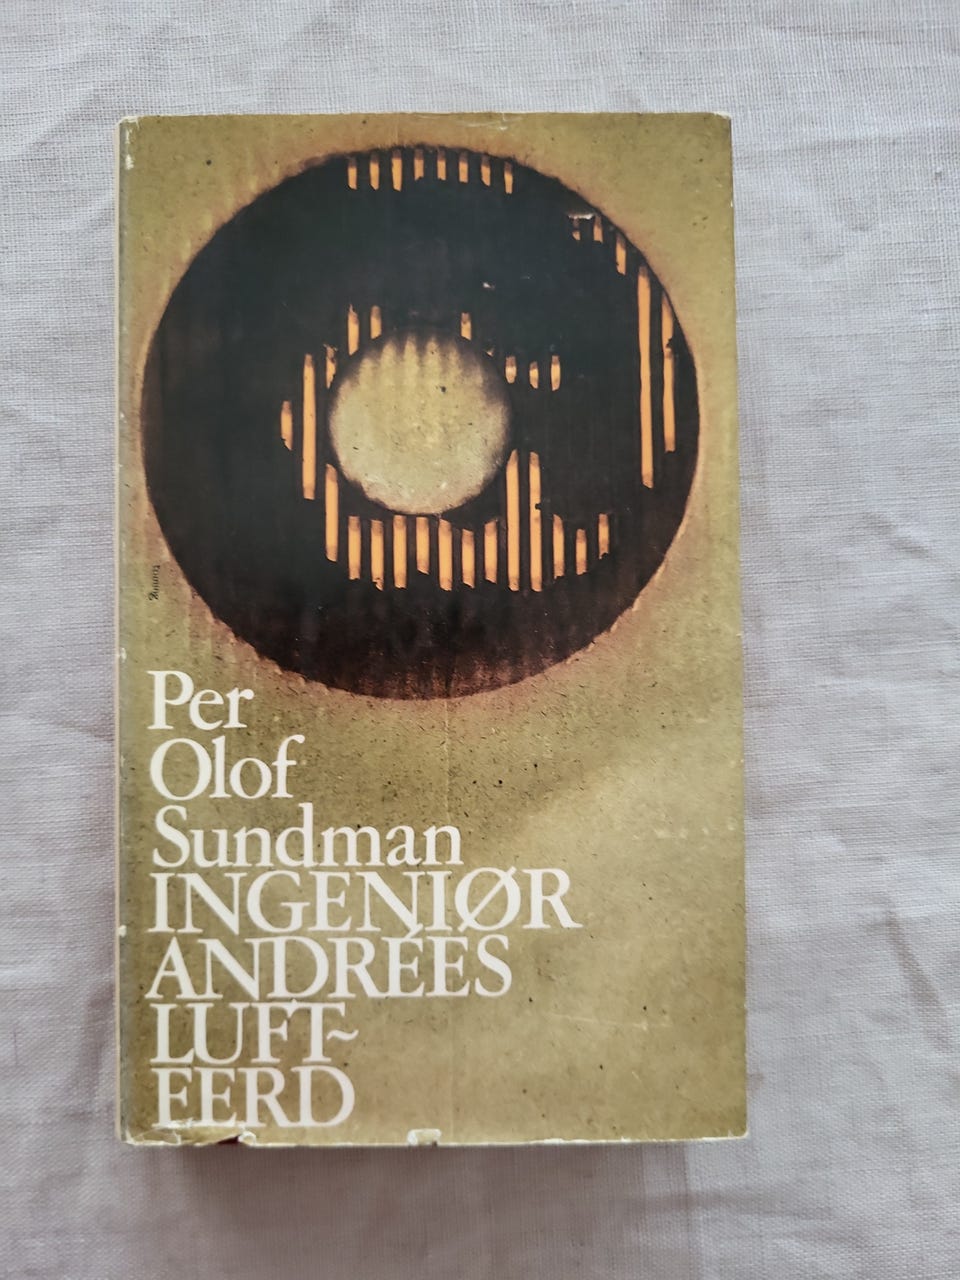 Per
Olof
Sundman
INGENIØR
ANDRÉES
LUFT-
FERD